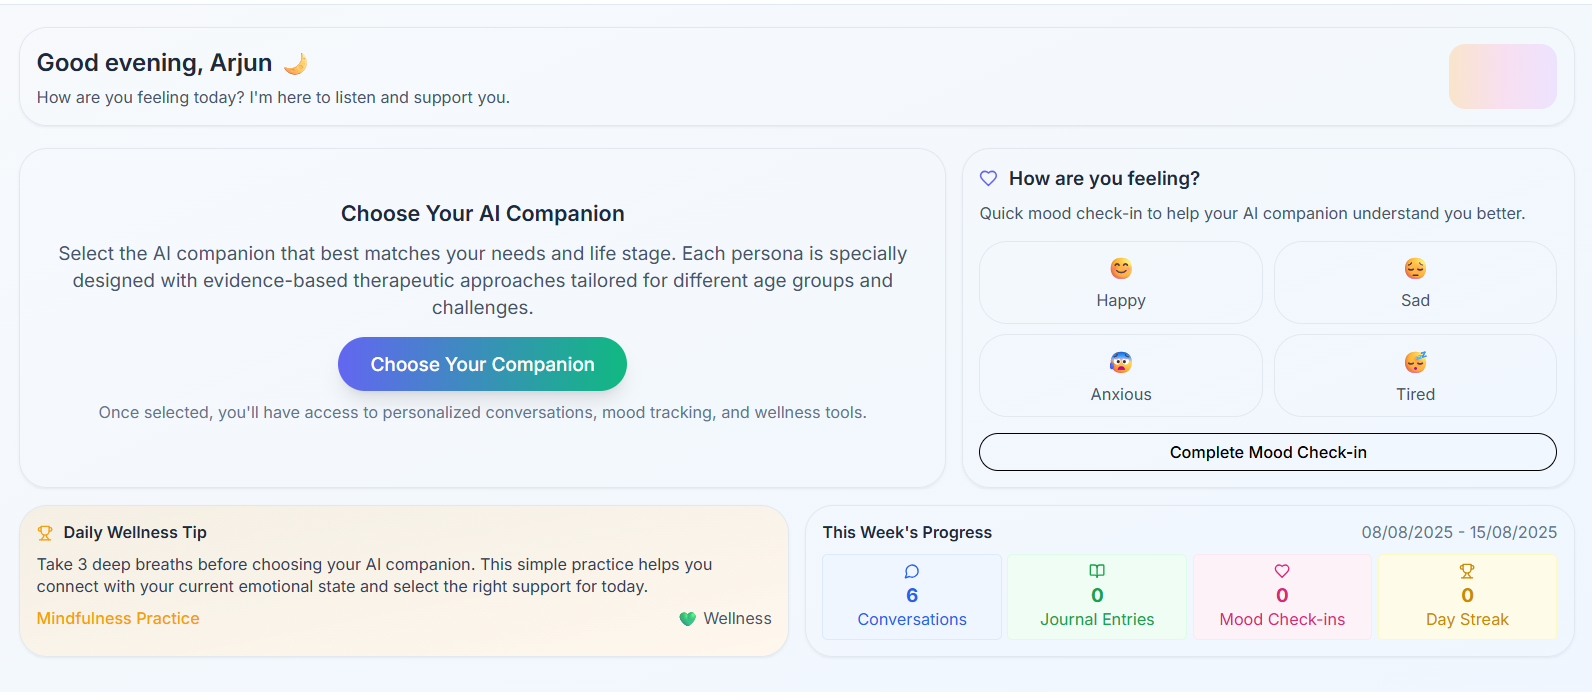 Good evening, Arjun 🌙
How are you feeling today? I'm here to listen and support you.
Choose Your AI Companion
Select the AI companion that best matches your needs and life stage. Each persona is specially
designed with evidence-based therapeutic approaches tailored for different age groups and
challenges.
Choose Your Companion
Once selected, you'll have access to personalized conversations, mood tracking, and wellness tools.
How are you feeling?
Quick mood check-in to help your AI companion understand you better.
Happy
Sad
Anxious
Tired
Complete Mood Check-in
Daily Wellness Tip
Take 3 deep breaths before choosing your AI companion. This simple practice helps you
connect with your current emotional state and select the right support for today.
Mindfulness Practice
Wellness
This Week's Progress
08/08/2025 - 15/08/2025
6
Conversations
0
Journal Entries
0
Mood Check-ins
0
Day Streak